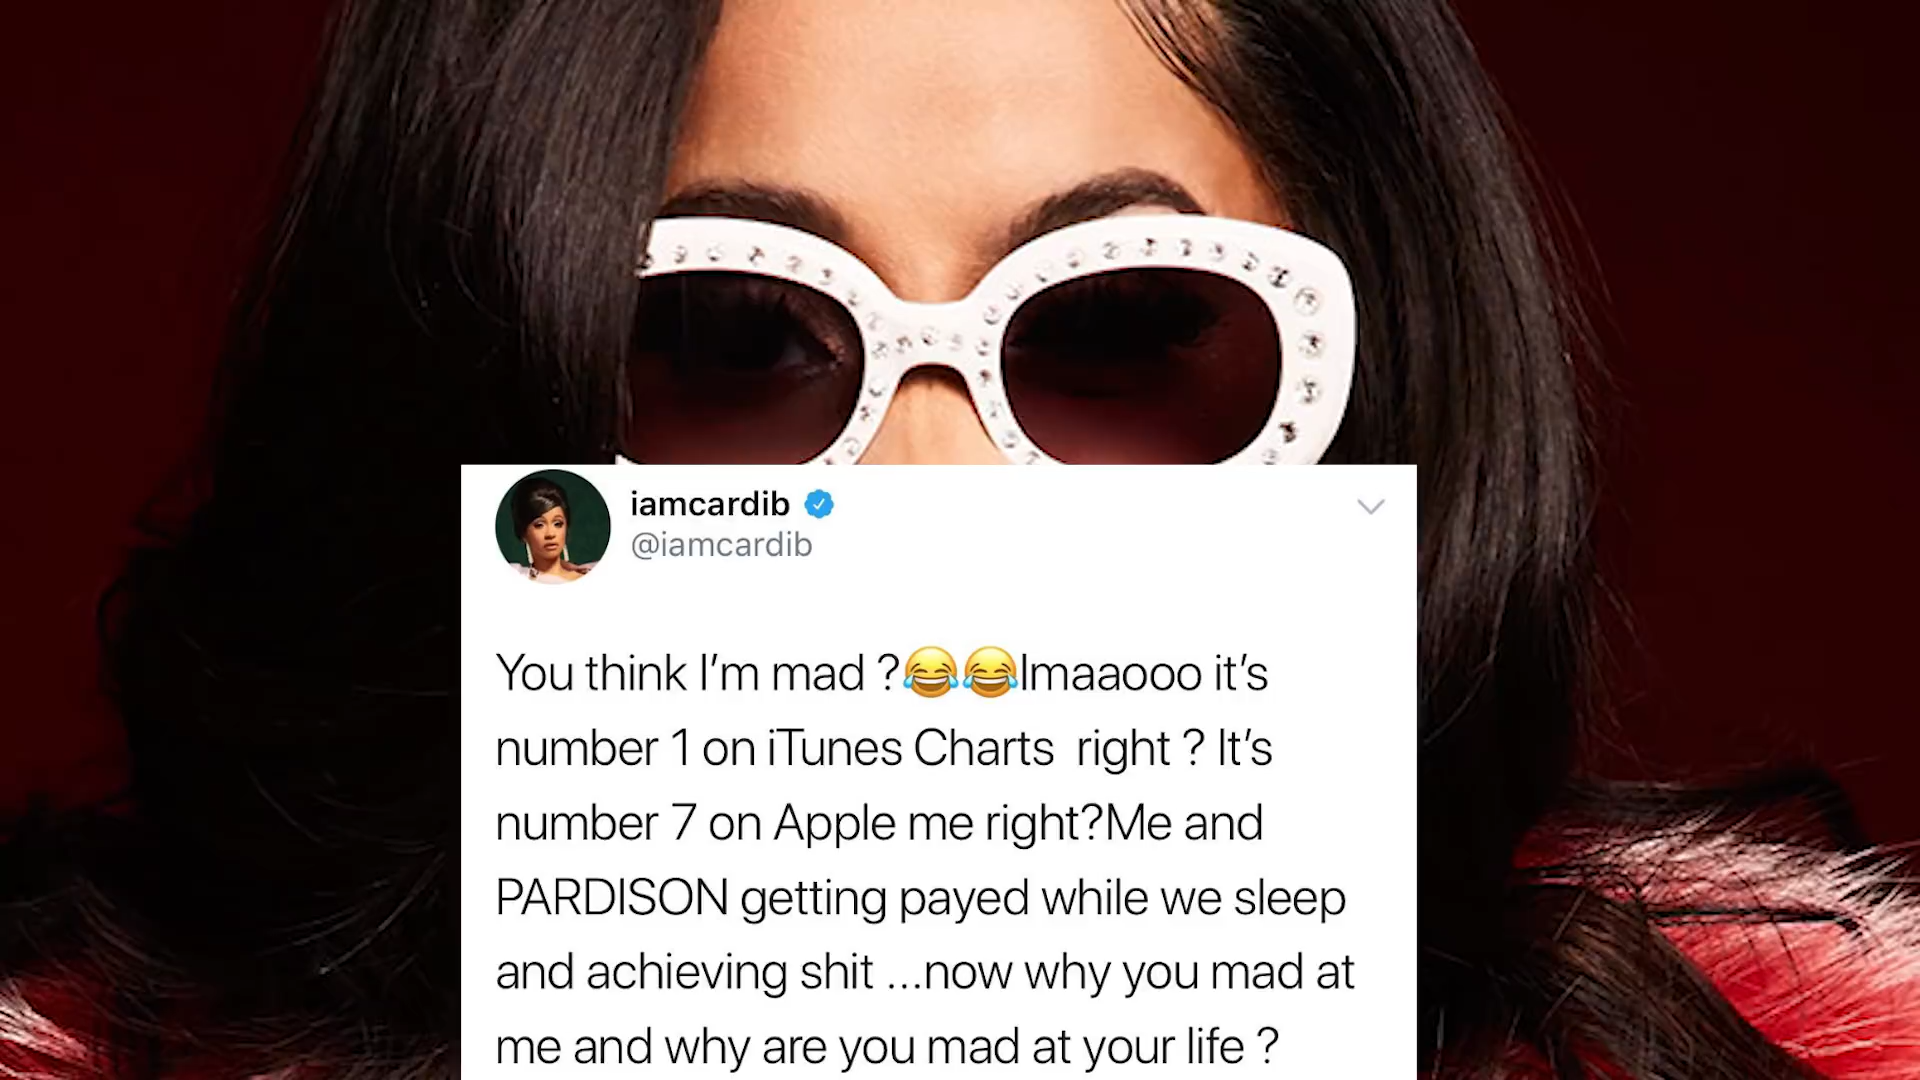 iamcardib
@iamcardib
You think I'm mad ?😂😂lmaaooo it's
number 1 on iTunes Charts  right ? It's
number 7 on Apple me right?Me and
PARDISON getting payed while we sleep
and achieving shit ...now why you mad at
me and why are you mad at your life ?